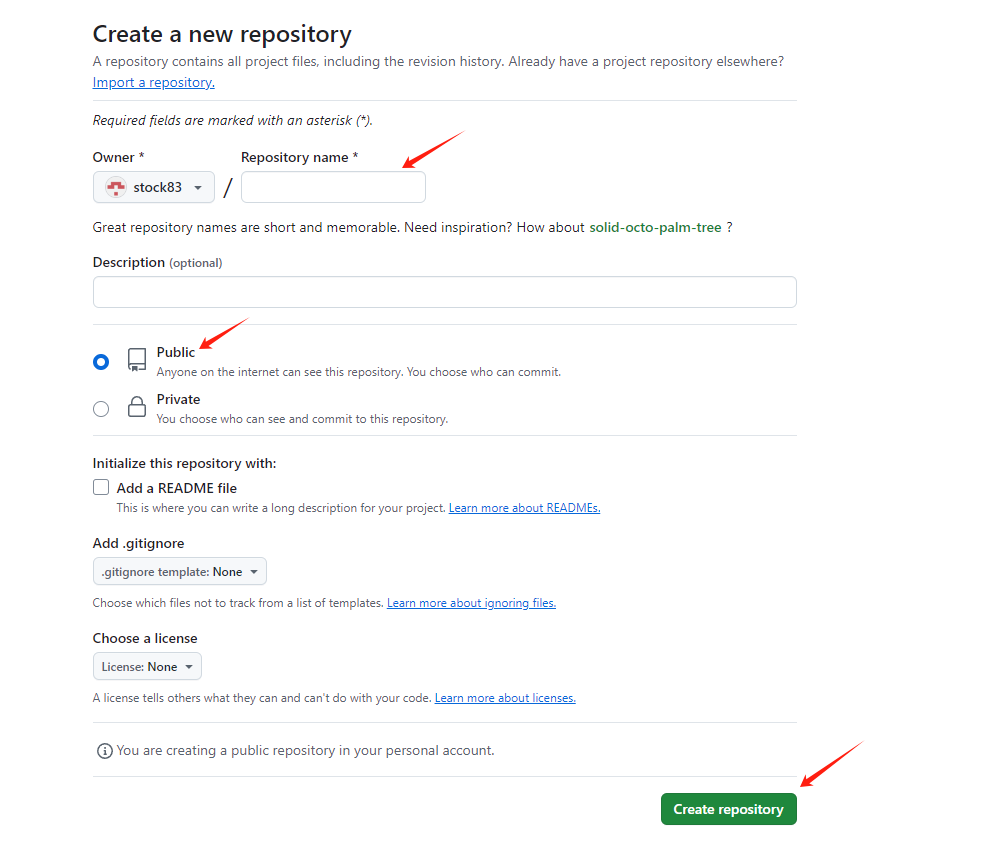 Create a new repository
A repository contains all project files, including the revision history. Already have a project repository elsewhere?
Import a repository.
Required fields are marked with an asterisk (*).
Owner *
Repository name *
stock83
/
Great repository names are short and memorable. Need inspiration? How about solid-octo-palm-tree ?
Description (optional)
Public
Anyone on the internet can see this repository. You choose who can commit.
Private
You choose who can see and commit to this repository.
Initialize this repository with:
Add a README file
This is where you can write a long description for your project. Learn more about READMEs.
Add .gitignore
.gitignore template: None
Choose which files not to track from a list of templates. Learn more about ignoring files.
Choose a license
License: None
A license tells others what they can and can't do with your code. Learn more about licenses.
You are creating a public repository in your personal account.
Create repository